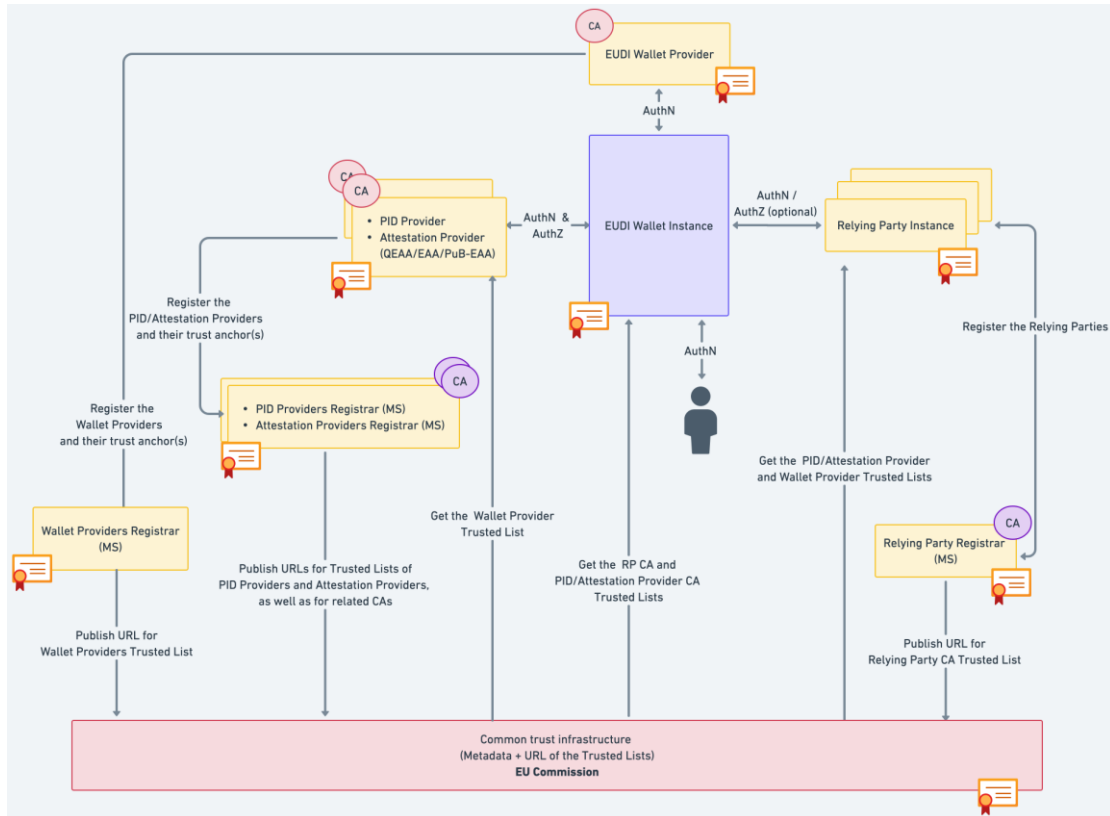 CA
EUDI Wallet Provider
AuthN
CA
CA
• PID Provider
• Attestation Provider
(QEAA/EAA/PuB-EAA)
AuthN &
AuthZ
EUDI Wallet Instance
AuthN /
AuthZ (optional)
Relying Party Instance
Register the
PID/Attestation Providers
and their trust anchor(s)
Register the Relying Parties
AuthN
CA
• PID Providers Registrar (MS)
• Attestation Providers Registrar (MS)
Register the
Wallet Providers
and their trust anchor(s)
Get the PID/Attestation Provider
and Wallet Provider Trusted Lists
Wallet Providers Registrar
(MS)
Get the Wallet Provider
Trusted List
CA
Relying Party Registrar
(MS)
Publish URLs for Trusted Lists of
PID Providers and Attestation Providers,
as well as for related CAs
Get the RP CA and
PID/Attestation Provider CA
Trusted Lists
Publish URL for
Wallet Providers Trusted List
Publish URL for
Relying Party CA Trusted List
Common trust infrastructure
(Metadata + URL of the Trusted Lists)
EU Commission